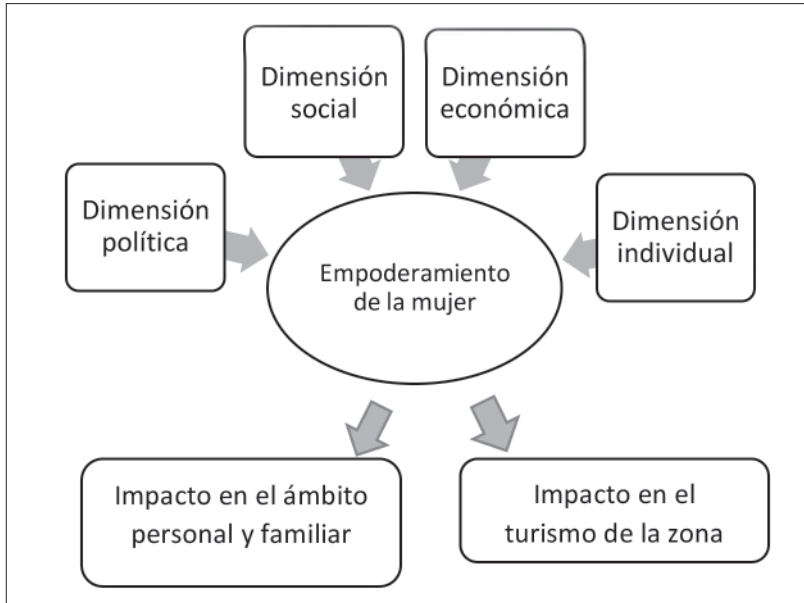 Dimensión
social
Dimensión
económica
Dimensión
política
Dimensión
individual
Empoderamiento
de la mujer
Impacto en el ámbito
personal y familiar
Impacto en el
turismo de la zona